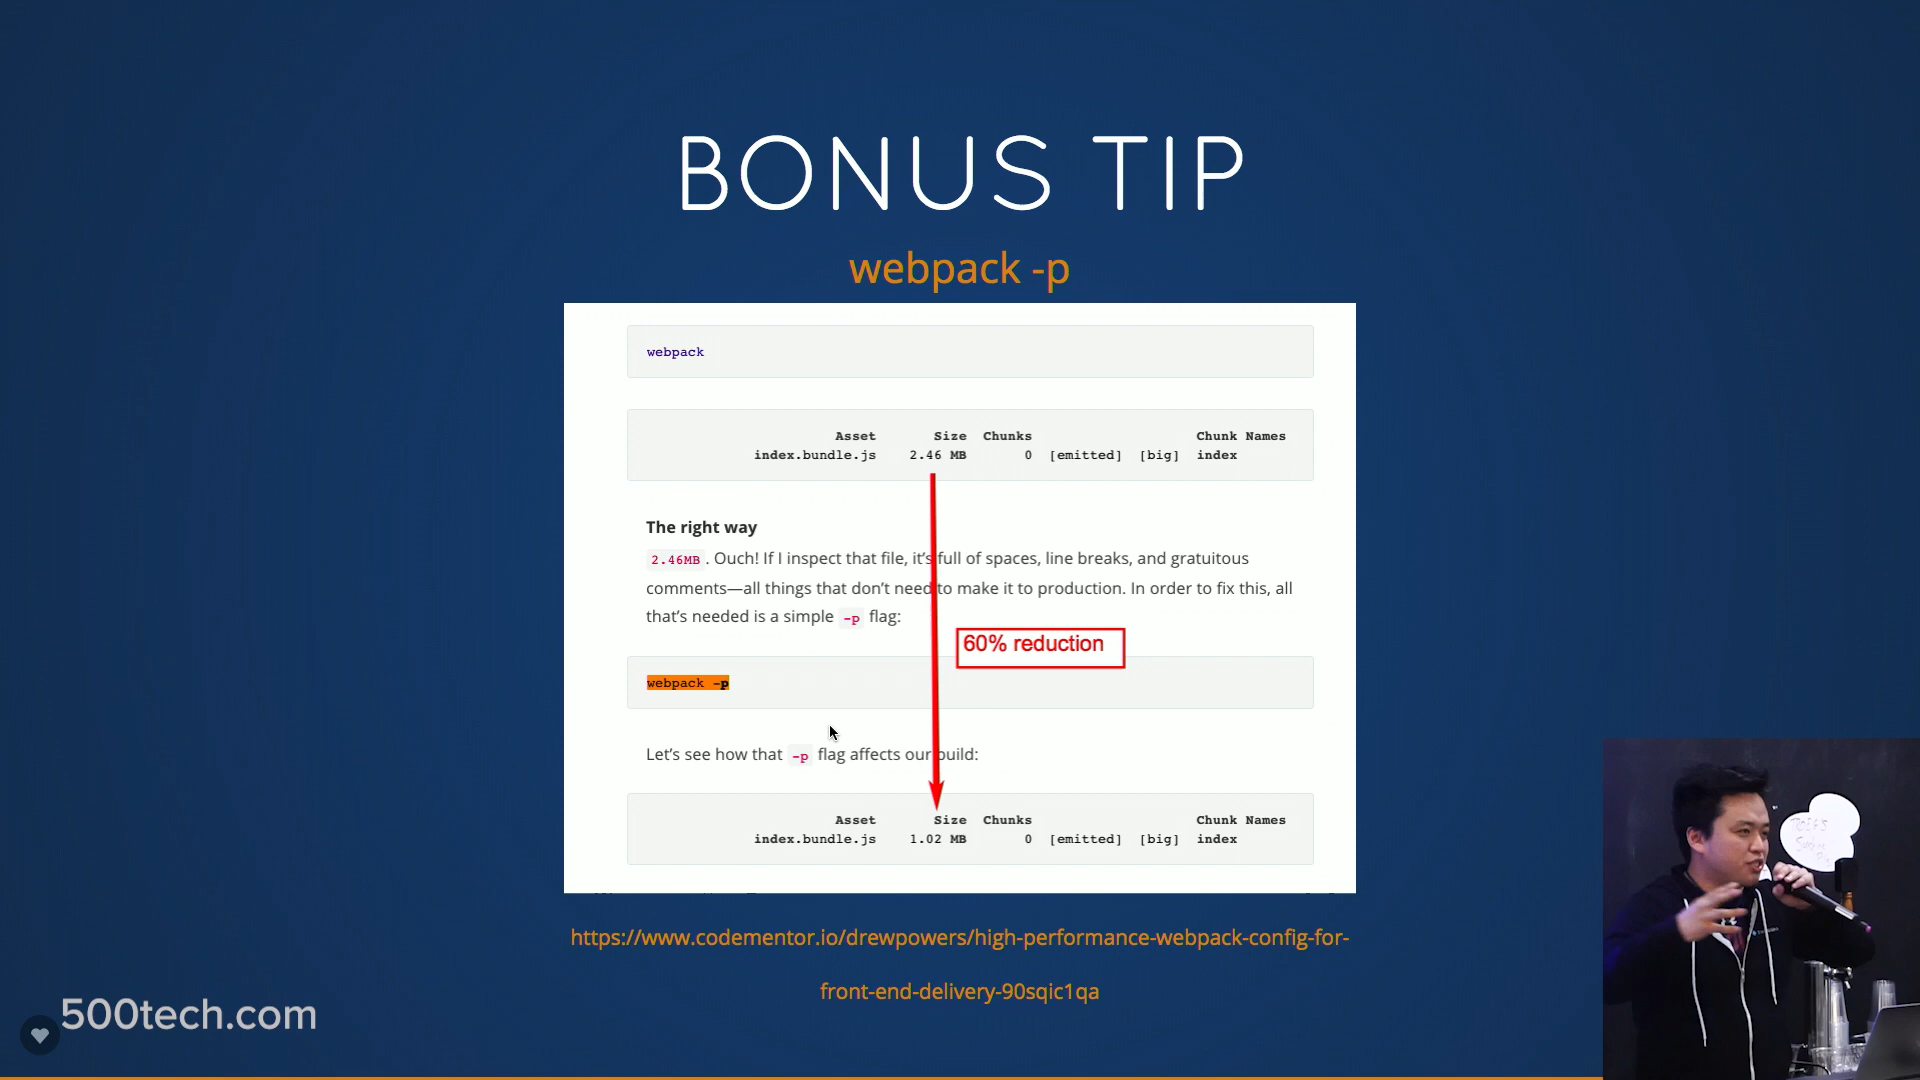 BONUS TIP
webpack -p
webpack
Asset Size Chunks Chunk Names
index.bundle.js 2.46 MB 0 [emitted] [big] index
The right way
2.46MB. Ouch! If I inspect that file, it's full of spaces, line breaks, and gratuitous
comments—all things that don't need to make it to production. In order to fix this, all
that's needed is a simple -p flag:
60% reduction
webpack -p
Let's see how that -p flag affects our build:
Asset Size Chunks Chunk Names
index.bundle.js 1.02 MB 0 [emitted] [big] index
https://www.codementor.io/drewpowers/high-performance-webpack-config-for-
front-end-delivery-90sqic1qa
500tech.com